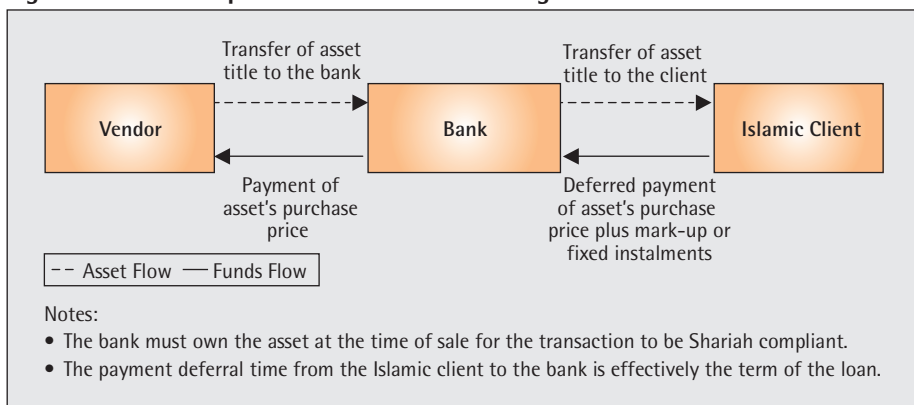 Transfer of asset
title to the bank
Transfer of asset
title to the client
Vendor
Bank
Islamic Client
Payment of
asset's purchase
price
Deferred payment
of asset's purchase
price plus mark-up or
fixed instalments
-- Asset Flow — Funds Flow
Notes:
• The bank must own the asset at the time of sale for the transaction to be Shariah compliant.
• The payment deferral time from the Islamic client to the bank is effectively the term of the loan.